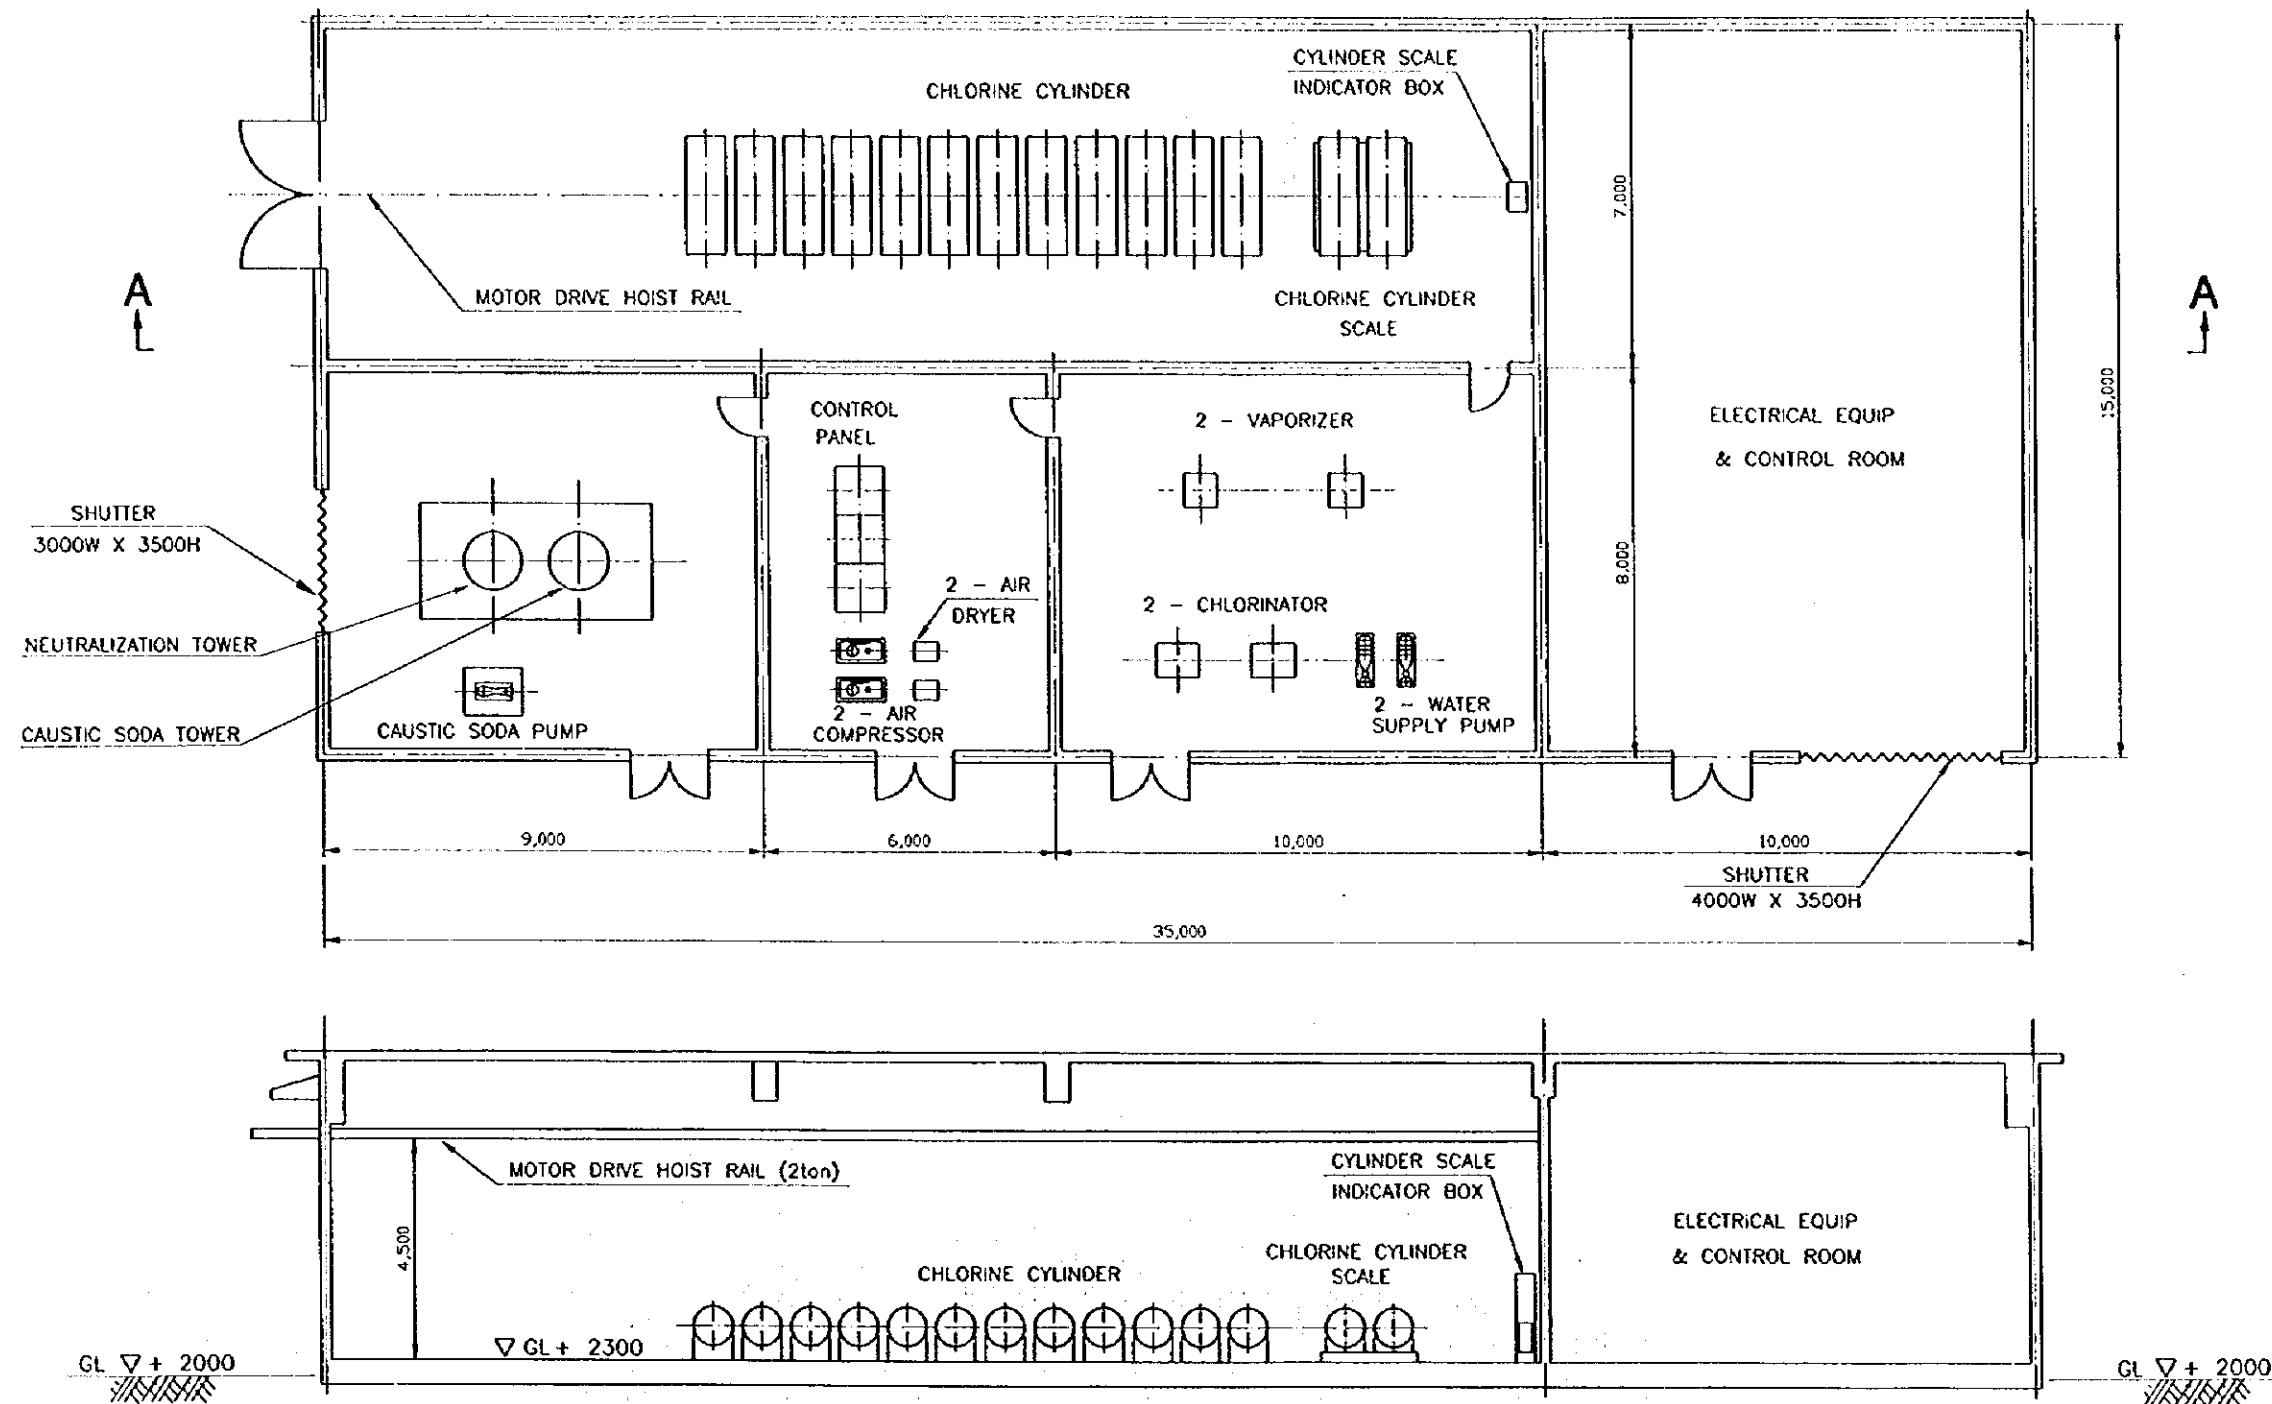 CYLINDER SCALE
INDICATOR BOX
CHLORINE CYLINDER
7,000
A
A
MOTOR DRIVE HOIST RAIL
CHLORINE CYLINDER
SCALE
15,000
CONTROL
PANEL
2 - VAPORIZER
ELECTRICAL EQUIP
& CONTROL ROOM
SHUTTER
3000W X 3500H
8,000
2 - AIR
DRYER
2 - CHLORINATOR
NEUTRALIZATION TOWER
CAUSTIC SODA TOWER
CAUSTIC SODA PUMP
2 - AIR
COMPRESSOR
2 - WATER
SUPPLY PUMP
9,000
6,000
10,000
10,000
SHUTTER
4000W X 3500H
35,000
MOTOR DRIVE HOIST RAIL (2ton)
CYLINDER SCALE
INDICATOR BOX
4,500
ELECTRICAL EQUIP
& CONTROL ROOM
CHLORINE CYLINDER
CHLORINE CYLINDER
SCALE
▽ GL + 2300
GL ▽ + 2000
GL ▽ + 2000